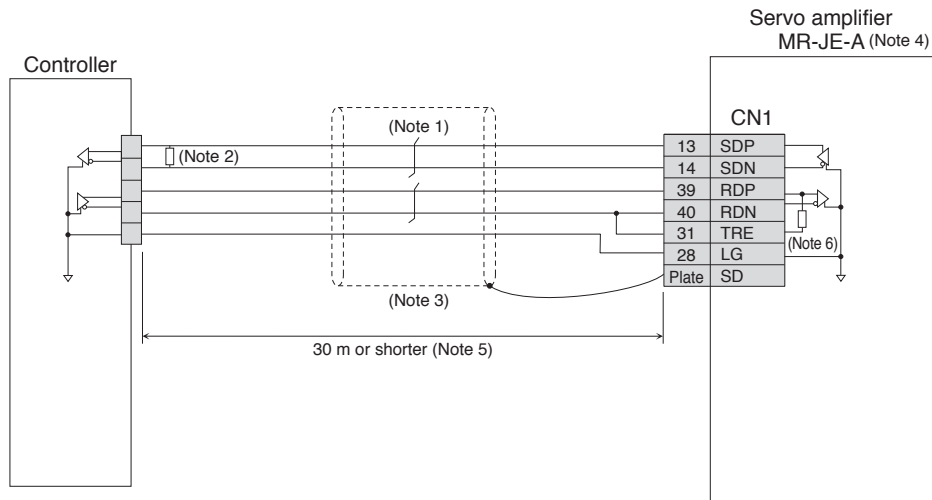 Servo amplifier
MR-JE-A (Note 4)
Controller
CN1
(Note 1)
(Note 2)
13 SDP
14 SDN
39 RDP
40 RDN
31 TRE
28 LG
Plate SD
(Note 6)
(Note 3)
30 m or shorter (Note 5)